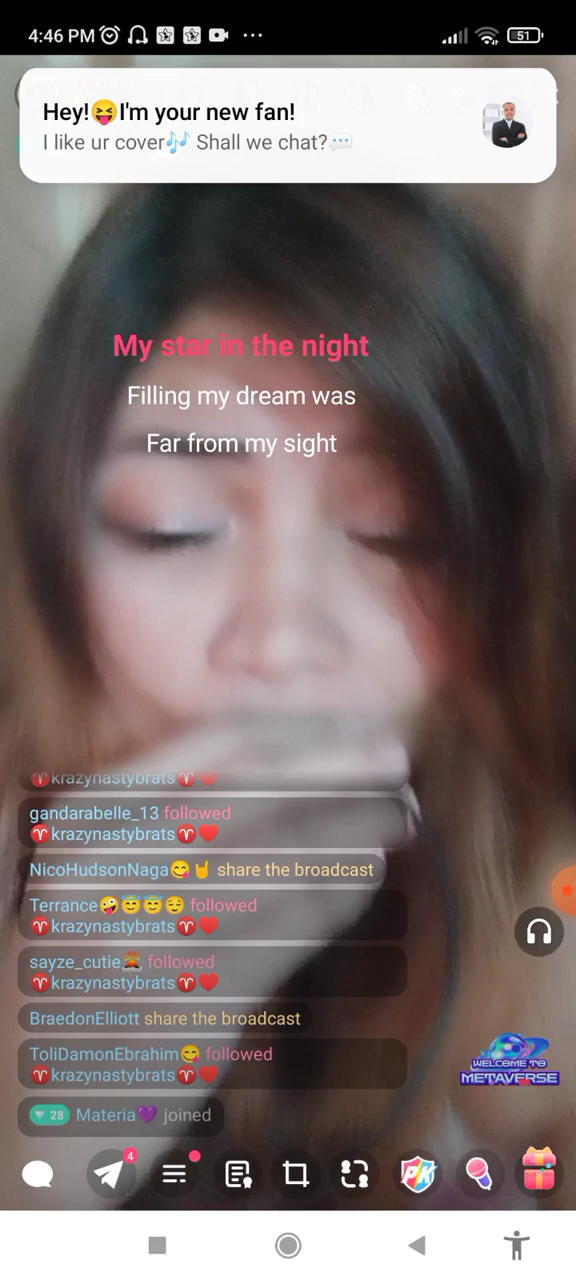 4:46 PM
51
Hey!😝I'm your new fan!
I like ur cover🎶 Shall we chat?💬
My star in the night
Filling my dream was
Far from my sight
♈krazynastybrats♈❤️
gandarabelle_13 followed
♈krazynastybrats♈❤️
NicoHudsonNaga😋🤘 share the broadcast
Terrance🤪😇😇😌 followed
♈krazynastybrats♈❤️
sayze_cutie🌋 followed
♈krazynastybrats♈❤️
BraedonElliott share the broadcast
ToliDamonEbrahim😋 followed
♈krazynastybrats♈❤️
28 Materia💜 joined
WELCOME TO
METAVERSE
4
PK